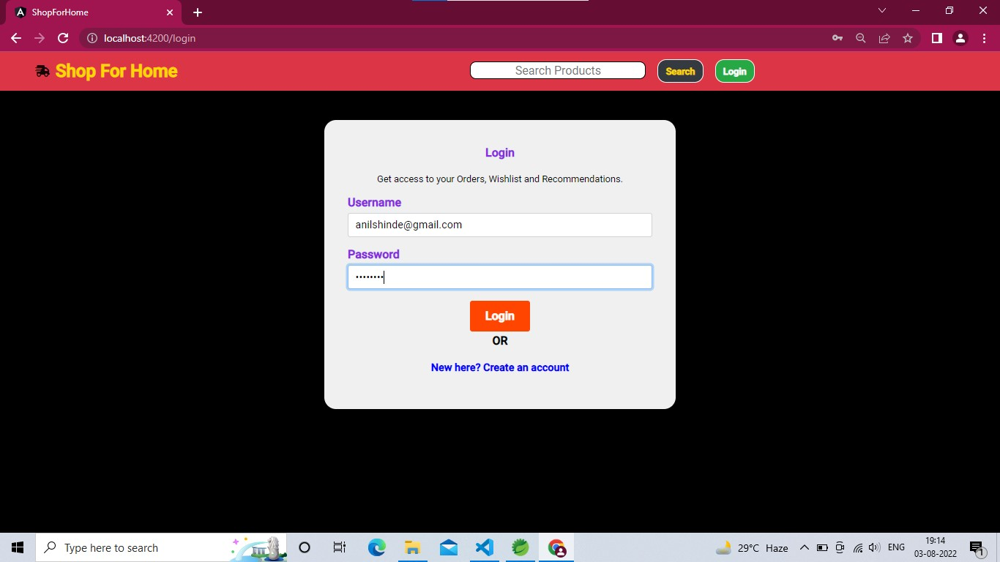 ShopForHome
localhost:4200/login
Shop For Home
Search Products
Search
Login
Login
Get access to your Orders, Wishlist and Recommendations.
Username
anilshinde@gmail.com
Password
••••••••
Login
OR
New here? Create an account
Type here to search
29°C Haze
ENG
19:14
03-08-2022
1